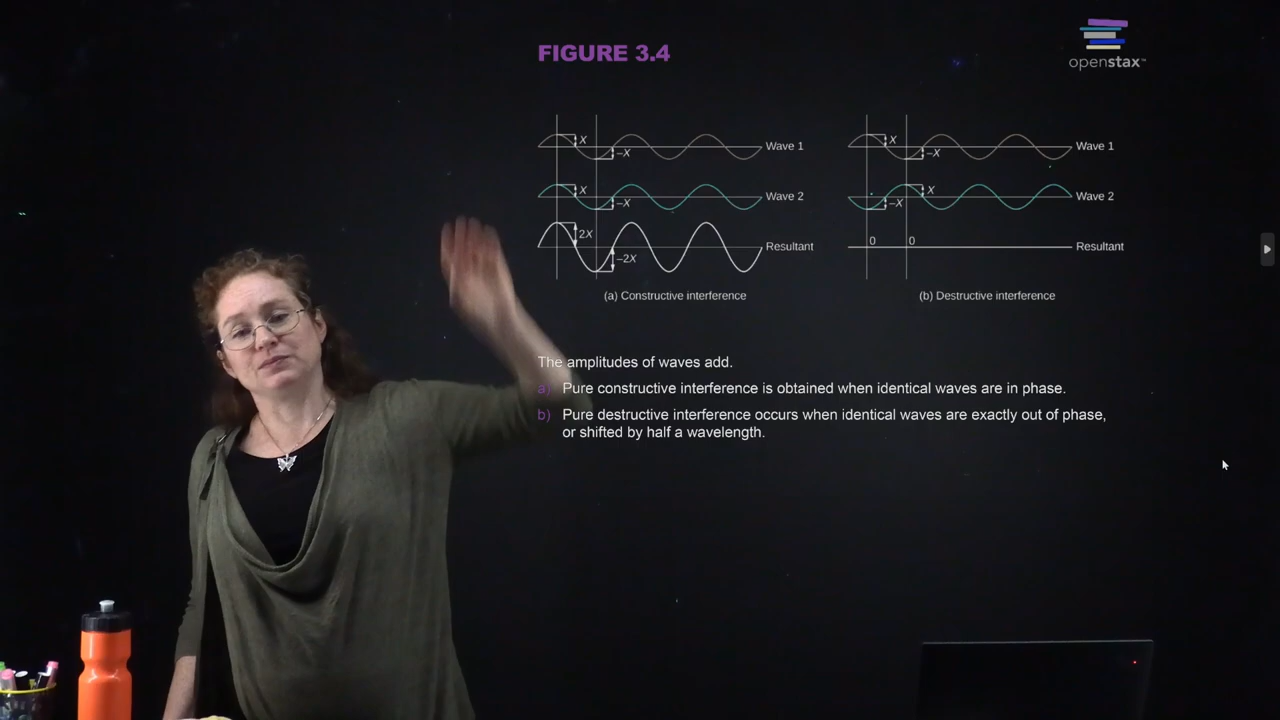 FIGURE 3.4
openstax™
X
−X
Wave 1
X
−X
Wave 2
2X
−2X
Resultant
(a) Constructive interference
X
−X
Wave 1
X
−X
Wave 2
0
0
Resultant
(b) Destructive interference
The amplitudes of waves add.
a) Pure constructive interference is obtained when identical waves are in phase.
b) Pure destructive interference occurs when identical waves are exactly out of phase,
or shifted by half a wavelength.